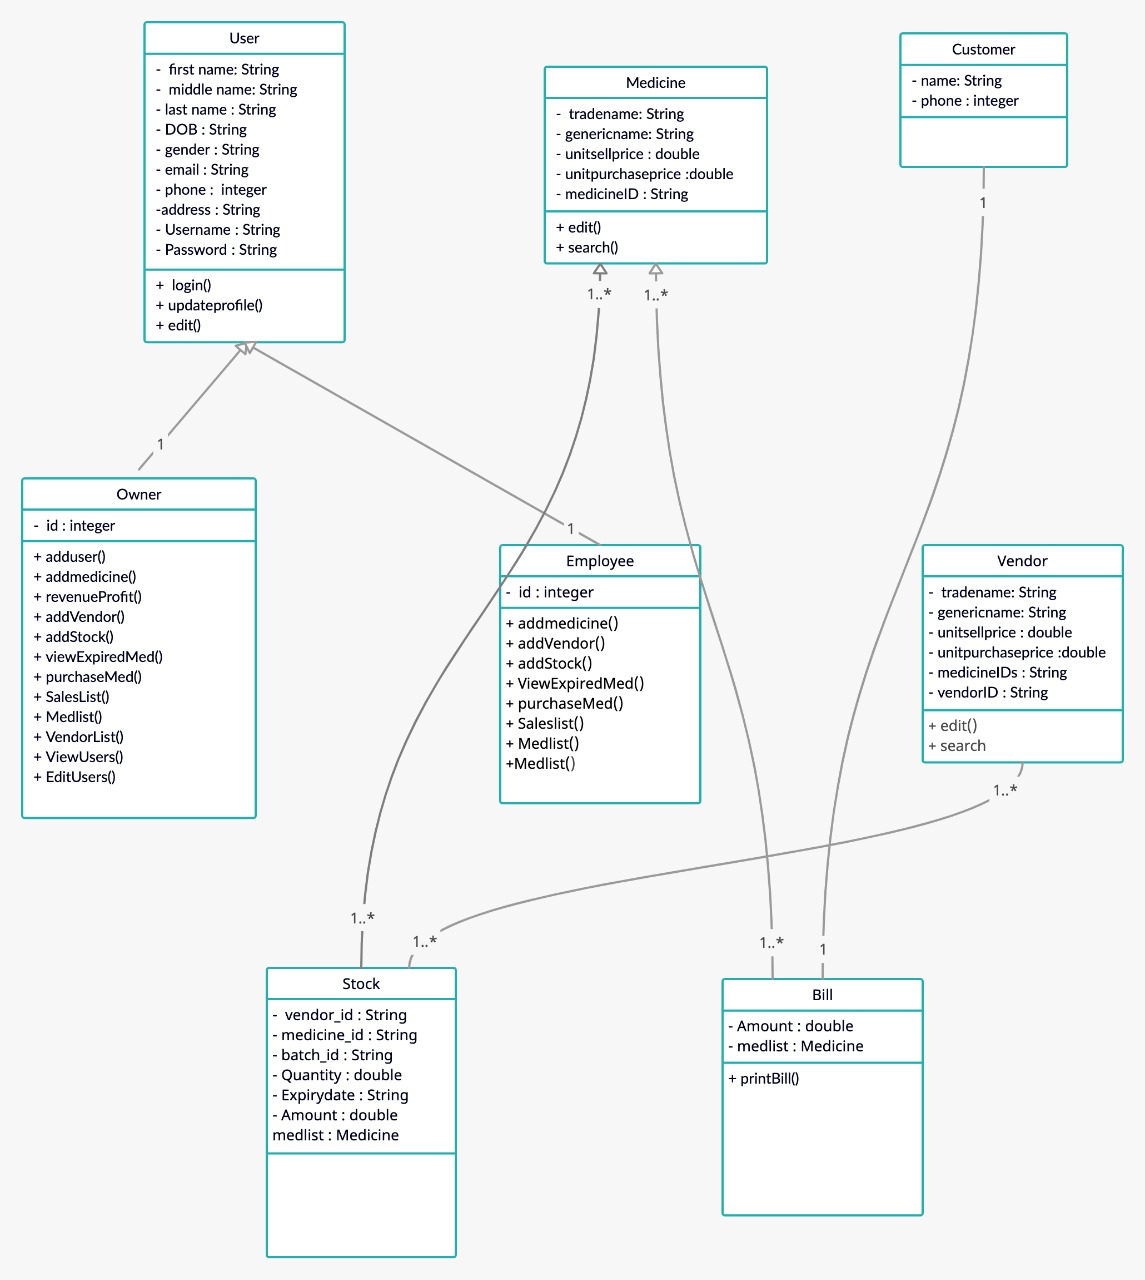 User
-  first name: String
-  middle name: String
- last name : String
- DOB : String
- gender : String
- email : String
- phone :  integer
-address : String
- Username : String
- Password : String
+  login()
+ updateprofile()
+ edit()
Medicine
-  tradename: String
- genericname: String
- unitsellprice : double
- unitpurchaseprice :double
- medicineID : String
+ edit()
+ search()
Customer
- name: String
- phone : integer
1
1..*
1..*
1
1
Owner
-  id : integer
+ adduser()
+ addmedicine()
+ revenueProfit()
+ addVendor()
+ addStock()
+ viewExpiredMed()
+ purchaseMed()
+ SalesList()
+ Medlist()
+ VendorList()
+ ViewUsers()
+ EditUsers()
Employee
-  id : integer
+ addmedicine()
+ addVendor()
+ addStock()
+ ViewExpiredMed()
+ purchaseMed()
+ Saleslist()
+ Medlist()
+Medlist()
Vendor
-  tradename: String
- genericname: String
- unitsellprice : double
- unitpurchaseprice :double
- medicineIDs : String
- vendorID : String
+ edit()
+ search
1..*
1..*
1..*
1..*
1
Stock
-  vendor_id : String
- medicine_id : String
- batch_id : String
- Quantity : double
- Expirydate : String
- Amount : double
medlist : Medicine
Bill
- Amount : double
- medlist : Medicine
+ printBill()